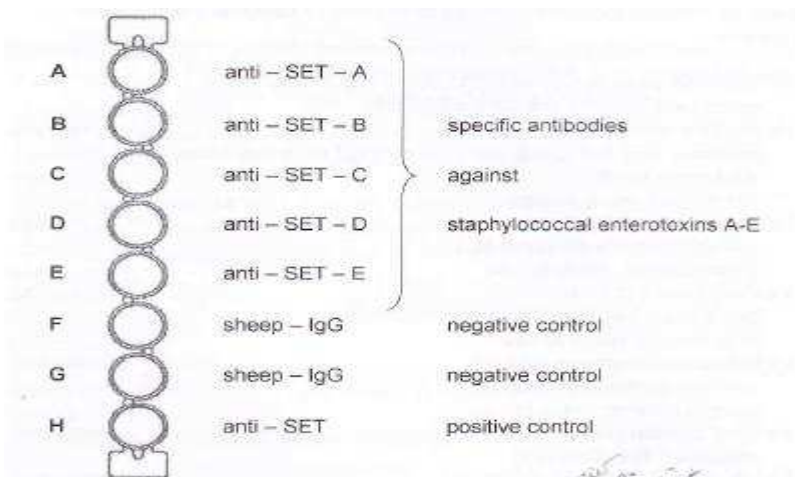 A anti – SET – A
B anti – SET – B specific antibodies
C anti – SET – C against
D anti – SET – D staphylococcal enterotoxins A-E
E anti – SET – E
F sheep – IgG negative control
G sheep – IgG negative control
H anti – SET positive control